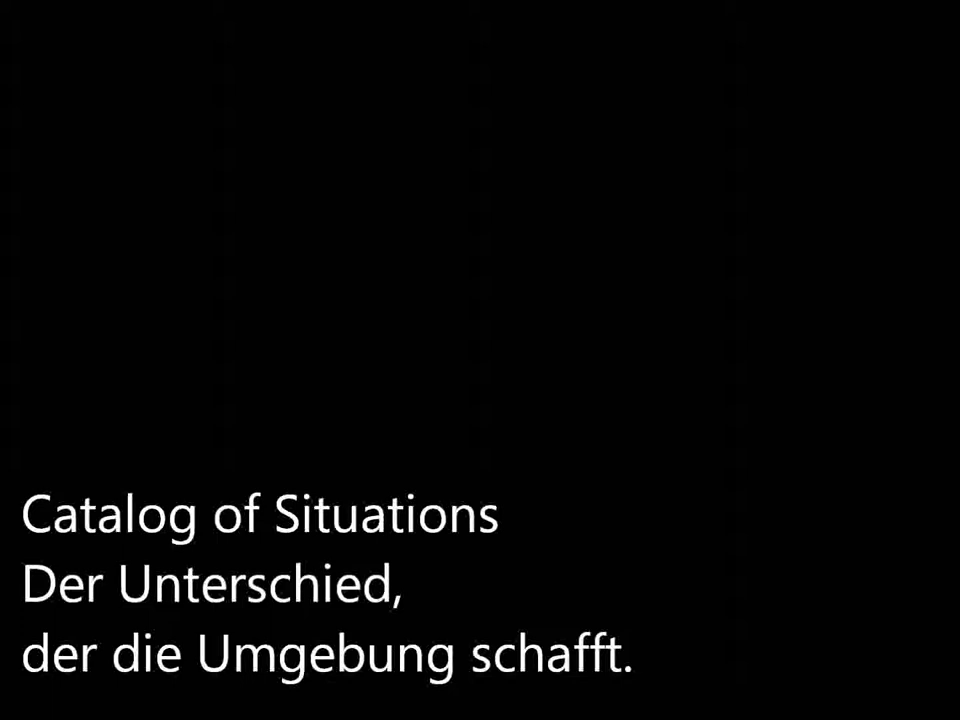 Catalog of Situations
Der Unterschied,
der die Umgebung schafft.